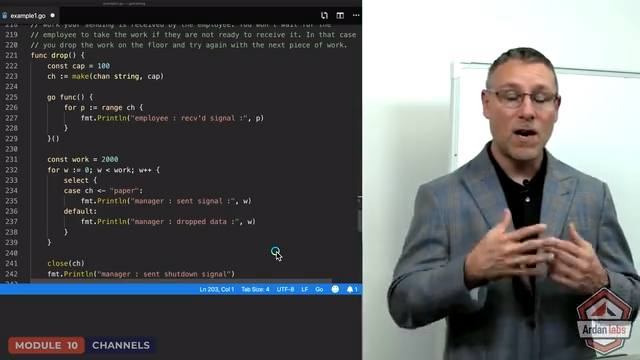 example1.go
// work your sending is received by the employee. You won't wait for the
219 // employee to take the work if they are not ready to receive it. In that case
220 // you drop the work on the floor and try again with the next piece of work.
221 func drop() {
222 const cap = 100
223 ch := make(chan string, cap)
224
225 go func() {
226 for p := range ch {
227 fmt.Println("employee : recv'd signal :", p)
228 }
229 }()
230
231 const work = 2000
232 for w := 0; w < work; w++ {
233 select {
234 case ch <- "paper":
235 fmt.Println("manager : sent signal :", w)
236 default:
237 fmt.Println("manager : dropped data :", w)
238 }
239 }
240
241 close(ch)
242 fmt.Println("manager : sent shutdown signal")
Ln 203, Col 1 Tab Size: 4 UTF-8 LF Go 1
MODULE 10 CHANNELS
Ardan labs